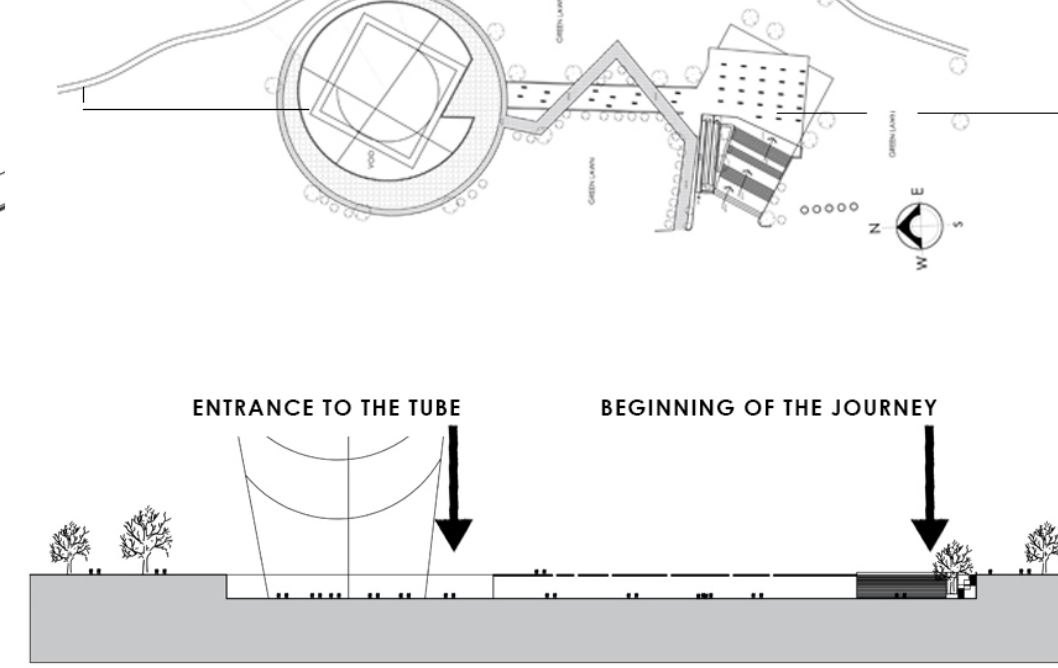 GREEN LAWN
VOID
GREEN LAWN
GREEN LAWN
E
N
S
W
ENTRANCE TO THE TUBE
BEGINNING OF THE JOURNEY